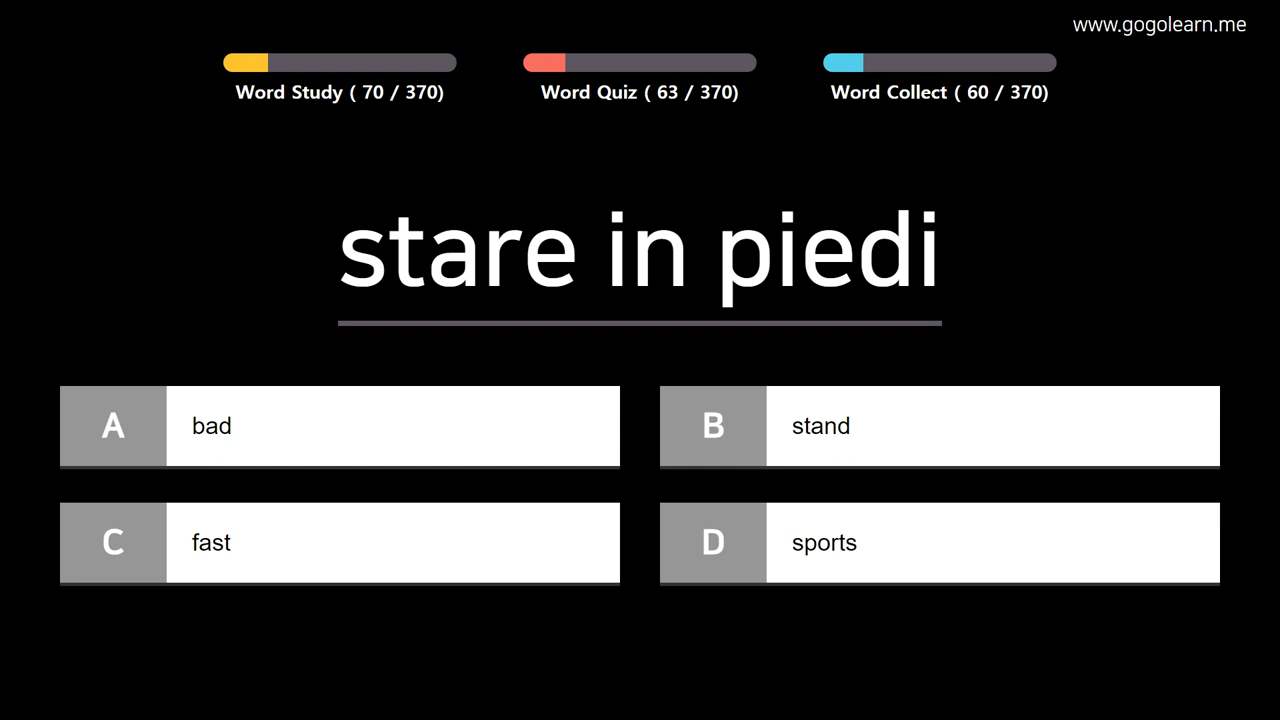 www.gogolearn.me
Word Study ( 70 / 370)
Word Quiz ( 63 / 370)
Word Collect ( 60 / 370)
stare in piedi
A bad
B stand
C fast
D sports